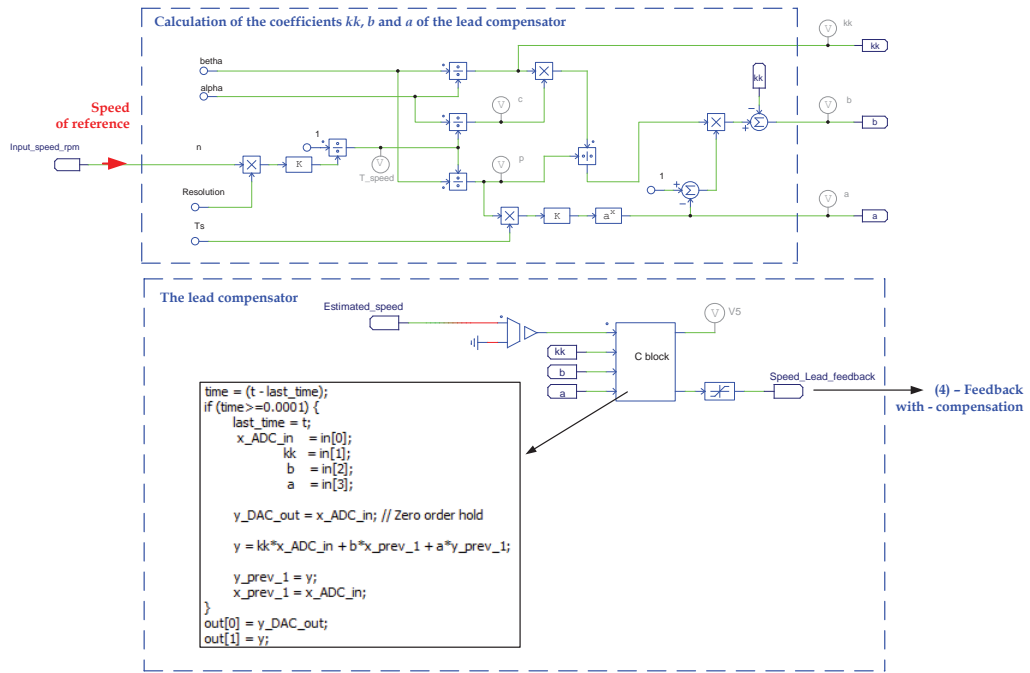 Calculation of the coefficients kk, b and a of the lead compensator
kk
kk
betha
alpha
kk
c
b
b
Speed
of reference
Input_speed_rpm
n
1
K
T_speed
p
1
Resolution
a
a
Ts
K
a^x
The lead compensator
Estimated_speed
V5
C block
kk
b
a
Speed_Lead_feedback
(4) – Feedback
with - compensation
time = (t - last_time);
if (time>=0.0001) {
last_time = t;
x_ADC_in = in[0];
kk = in[1];
b = in[2];
a = in[3];
y_DAC_out = x_ADC_in; // Zero order hold
y = kk*x_ADC_in + b*x_prev_1 + a*y_prev_1;
y_prev_1 = y;
x_prev_1 = x_ADC_in;
}
out[0] = y_DAC_out;
out[1] = y;